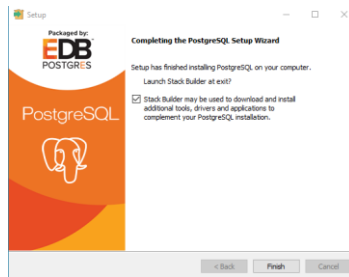 Setup
Packaged by:
EDB
POSTGRES
PostgreSQL
Completing the PostgreSQL Setup Wizard
Setup has finished installing PostgreSQL on your computer.
Launch Stack Builder at exit?
Stack Builder may be used to download and install
additional tools, drivers and applications to
complement your PostgreSQL installation.
< Back
Finish
Cancel